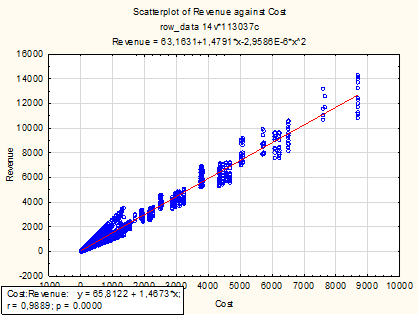 Scatterplot of Revenue against Cost
row_data 14v*113037c
Revenue = 63,1631+1,4791*x-2,9586E-6*x^2
16000
14000
12000
10000
8000
6000
4000
2000
0
-2000
Revenue
-1000 0 1000 2000 3000 4000 5000 6000 7000 8000 9000 10000
Cost
Cost:Revenue: y = 65,8122 + 1,4673*x;
r = 0,9889; p = 0.0000